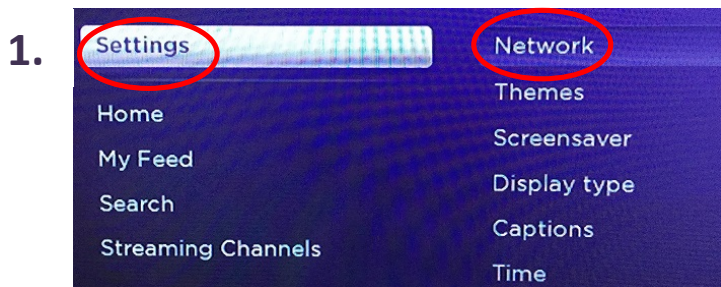 1.
Settings
Home
My Feed
Search
Streaming Channels
Network
Themes
Screensaver
Display type
Captions
Time